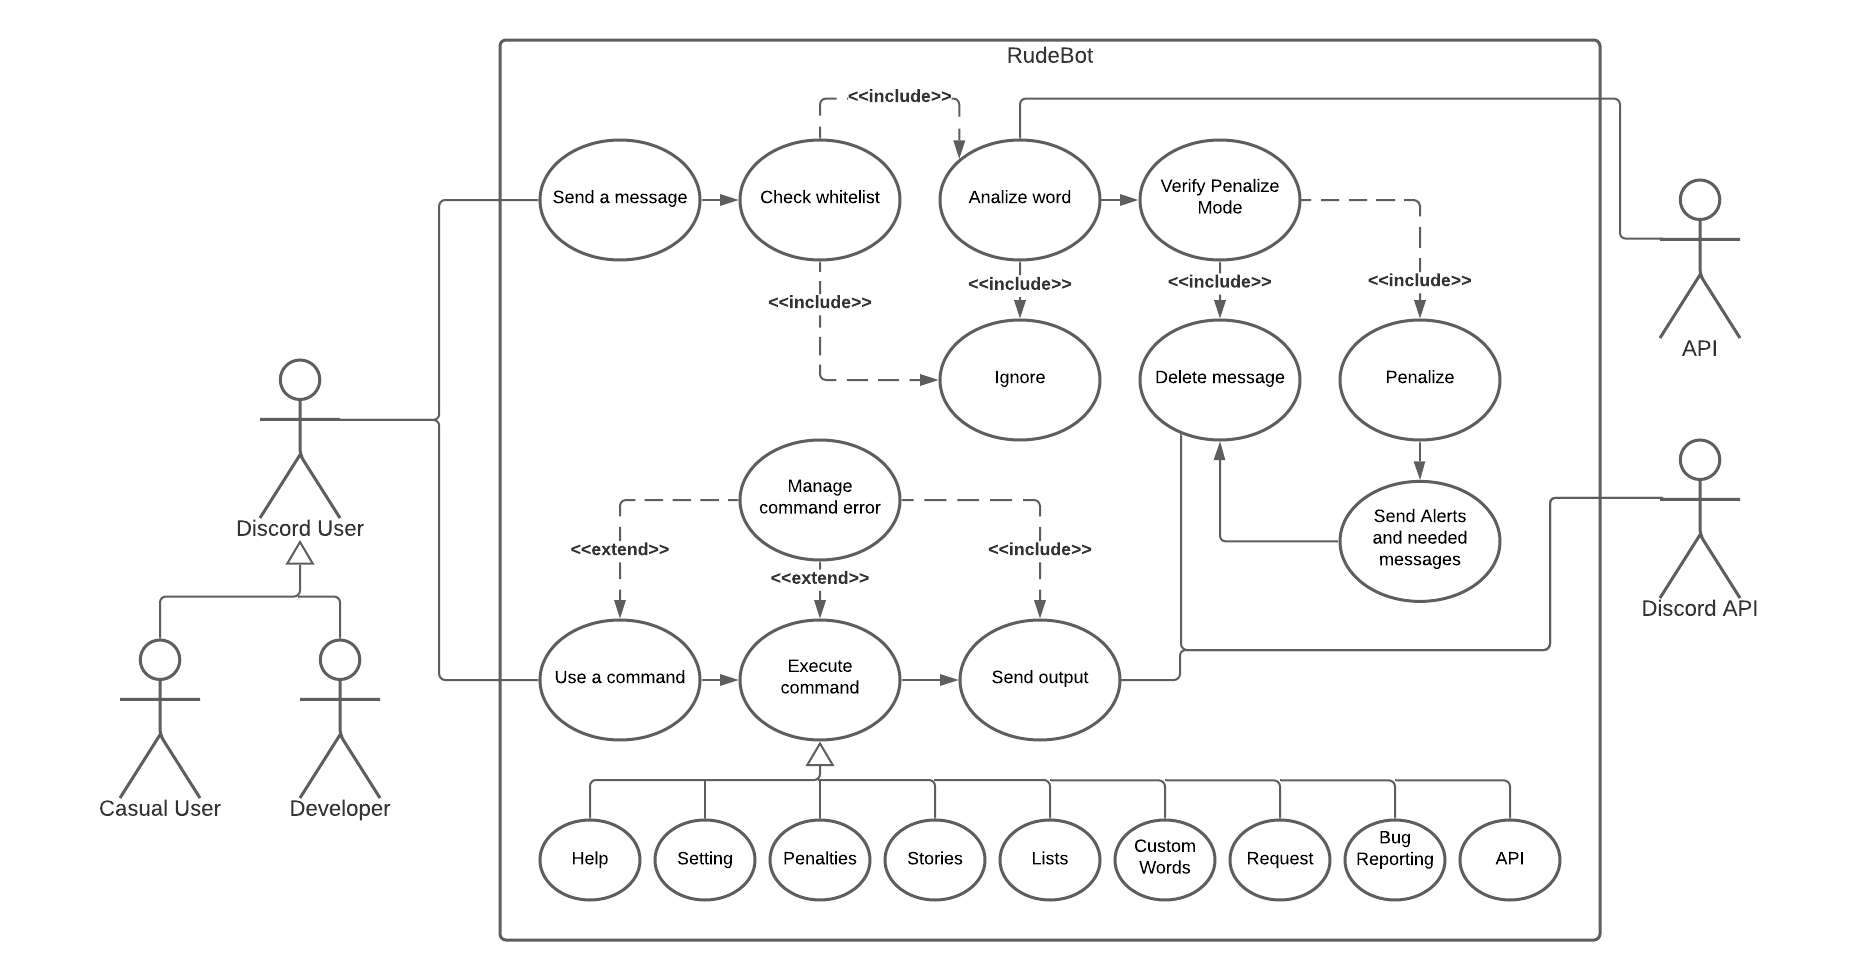 RudeBot
<<include>>
Send a message
Check whitelist
Analize word
Verify Penalize
Mode
<<include>>
<<include>>
<<include>>
<<include>>
API
Ignore
Delete message
Penalize
Discord User
Manage
command error
Send Alerts
and needed
messages
<<extend>>
<<extend>>
<<include>>
Discord API
Use a command
Execute
command
Send output
Casual User
Developer
Help
Setting
Penalties
Stories
Lists
Custom
Words
Request
Bug
Reporting
API